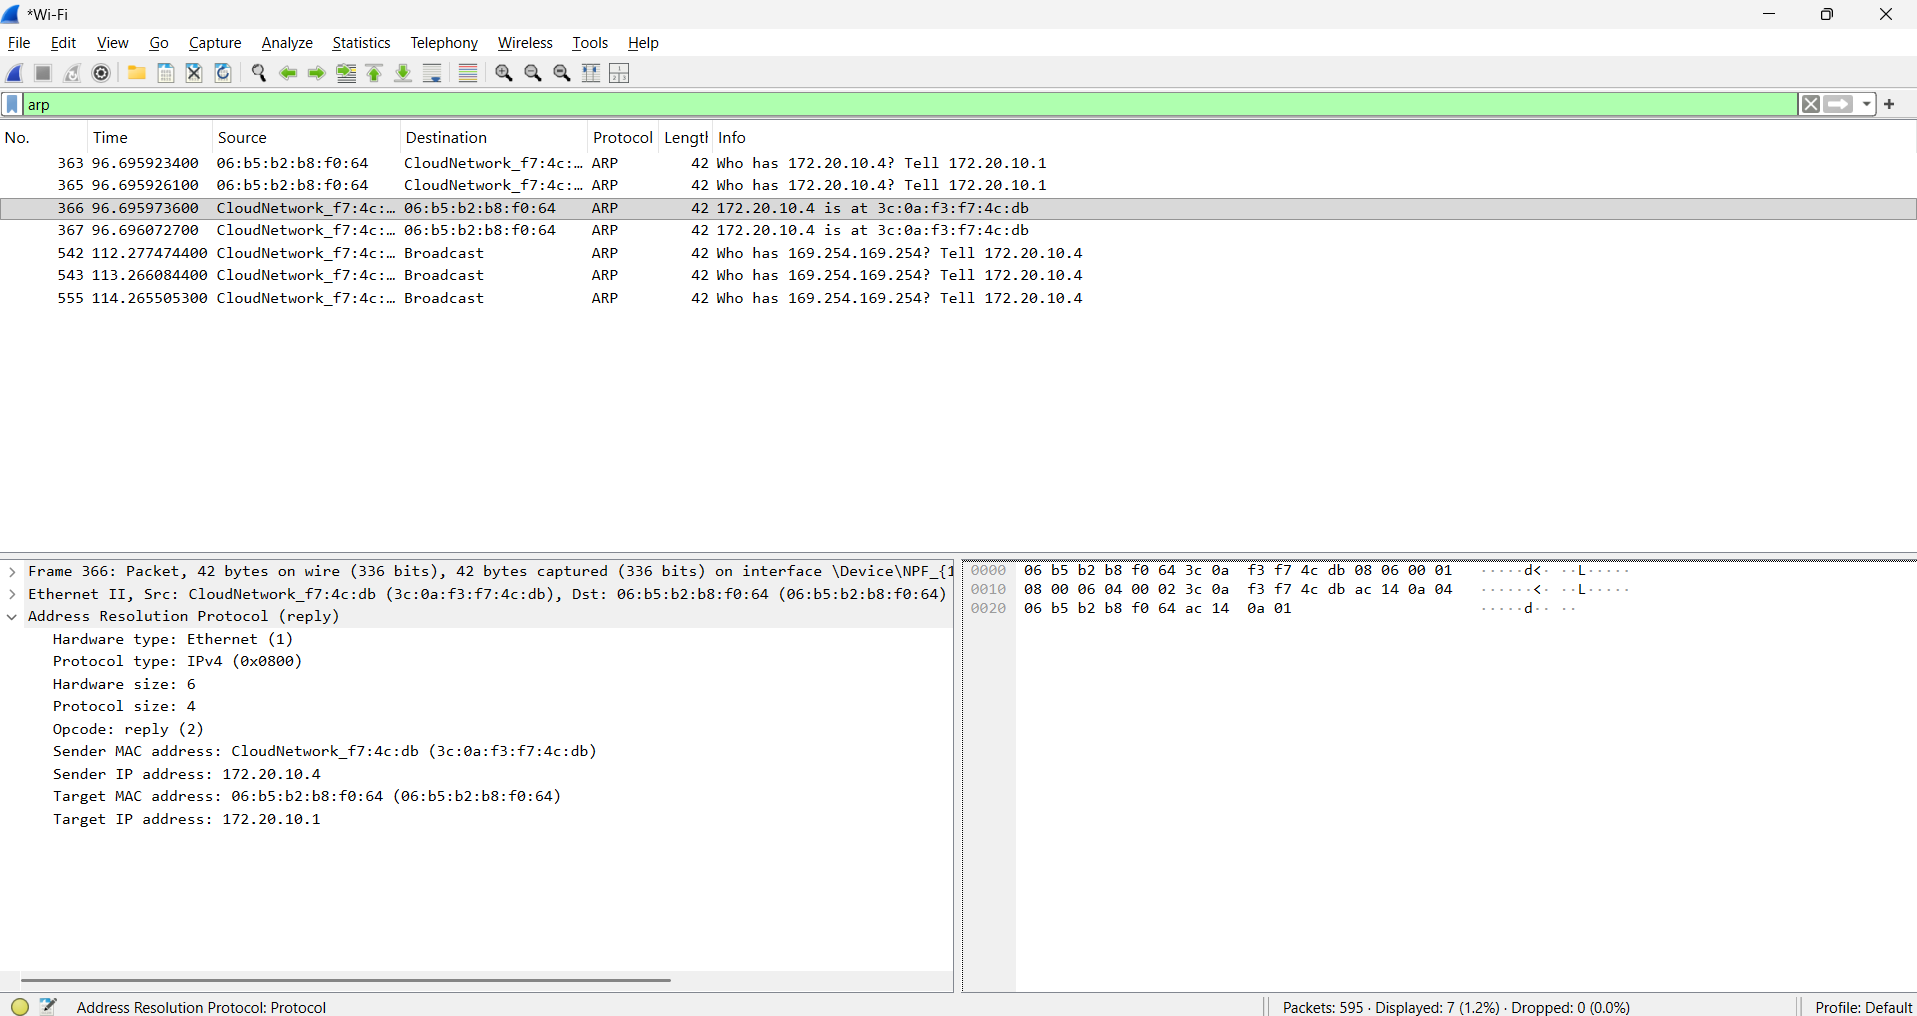 *Wi-Fi
File Edit View Go Capture Analyze Statistics Telephony Wireless Tools Help
arp
No. Time Source Destination Protocol Length Info
363 96.695923400 06:b5:b2:b8:f0:64 CloudNetwork_f7:4c:… ARP 42 Who has 172.20.10.4? Tell 172.20.10.1
365 96.695926100 06:b5:b2:b8:f0:64 CloudNetwork_f7:4c:… ARP 42 Who has 172.20.10.4? Tell 172.20.10.1
366 96.695973600 CloudNetwork_f7:4c:… 06:b5:b2:b8:f0:64 ARP 42 172.20.10.4 is at 3c:0a:f3:f7:4c:db
367 96.696072700 CloudNetwork_f7:4c:… 06:b5:b2:b8:f0:64 ARP 42 172.20.10.4 is at 3c:0a:f3:f7:4c:db
542 112.277474400 CloudNetwork_f7:4c:… Broadcast ARP 42 Who has 169.254.169.254? Tell 172.20.10.4
543 113.266084400 CloudNetwork_f7:4c:… Broadcast ARP 42 Who has 169.254.169.254? Tell 172.20.10.4
555 114.265505300 CloudNetwork_f7:4c:… Broadcast ARP 42 Who has 169.254.169.254? Tell 172.20.10.4
Frame 366: Packet, 42 bytes on wire (336 bits), 42 bytes captured (336 bits) on interface \Device\NPF_{1
Ethernet II, Src: CloudNetwork_f7:4c:db (3c:0a:f3:f7:4c:db), Dst: 06:b5:b2:b8:f0:64 (06:b5:b2:b8:f0:64)
Address Resolution Protocol (reply)
Hardware type: Ethernet (1)
Protocol type: IPv4 (0x0800)
Hardware size: 6
Protocol size: 4
Opcode: reply (2)
Sender MAC address: CloudNetwork_f7:4c:db (3c:0a:f3:f7:4c:db)
Sender IP address: 172.20.10.4
Target MAC address: 06:b5:b2:b8:f0:64 (06:b5:b2:b8:f0:64)
Target IP address: 172.20.10.1
0000 06 b5 b2 b8 f0 64 3c 0a f3 f7 4c db 08 06 00 01 ·····d<· ··L·····
0010 08 00 06 04 00 02 3c 0a f3 f7 4c db ac 14 0a 04 ······<· ··L·····
0020 06 b5 b2 b8 f0 64 ac 14 0a 01 ·····d·· ··
Address Resolution Protocol: Protocol
Packets: 595 · Displayed: 7 (1.2%) · Dropped: 0 (0.0%)
Profile: Default